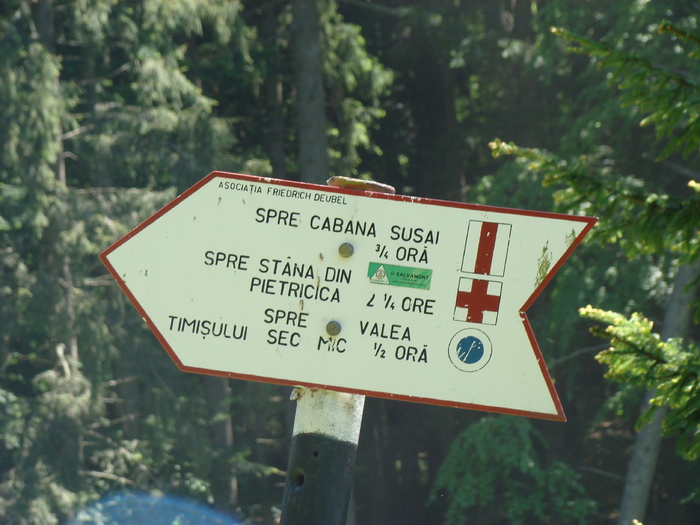 ASOCIAȚIA FRIEDRICH DEUBEL
SPRE CABANA SUSAI
¾ ORĂ
SPRE STÂNA DIN
O-SALVAMONT
PIETRICICA 2 ¼ ORE
SPRE VALEA
TIMIȘULUI SEC MIC ½ ORĂ